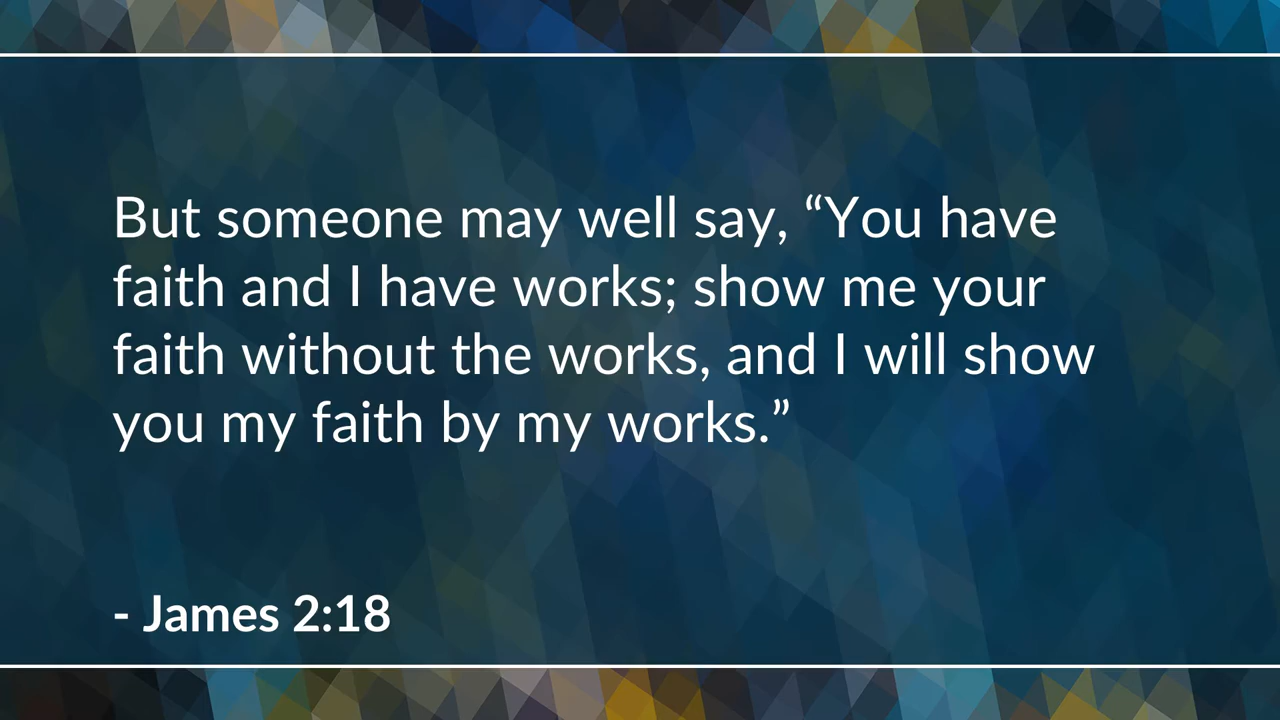 But someone may well say, “You have
faith and I have works; show me your
faith without the works, and I will show
you my faith by my works.”
- James 2:18